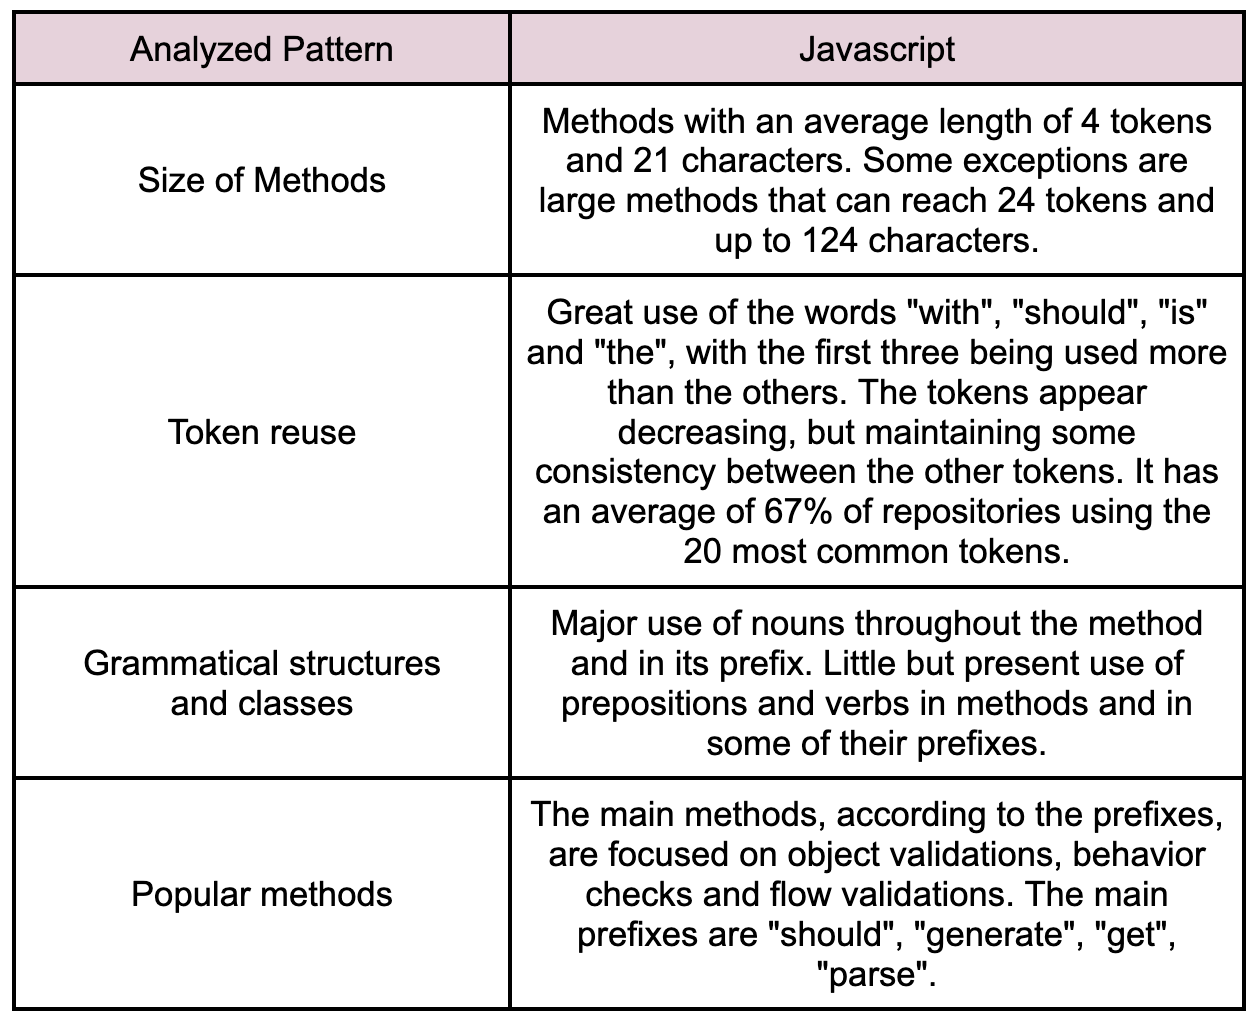 Analyzed Pattern
Javascript
Size of Methods
Methods with an average length of 4 tokens
and 21 characters. Some exceptions are
large methods that can reach 24 tokens and
up to 124 characters.
Token reuse
Great use of the words "with", "should", "is"
and "the", with the first three being used more
than the others. The tokens appear
decreasing, but maintaining some
consistency between the other tokens. It has
an average of 67% of repositories using the
20 most common tokens.
Grammatical structures
and classes
Major use of nouns throughout the method
and in its prefix. Little but present use of
prepositions and verbs in methods and in
some of their prefixes.
Popular methods
The main methods, according to the prefixes,
are focused on object validations, behavior
checks and flow validations. The main
prefixes are "should", "generate", "get",
"parse".